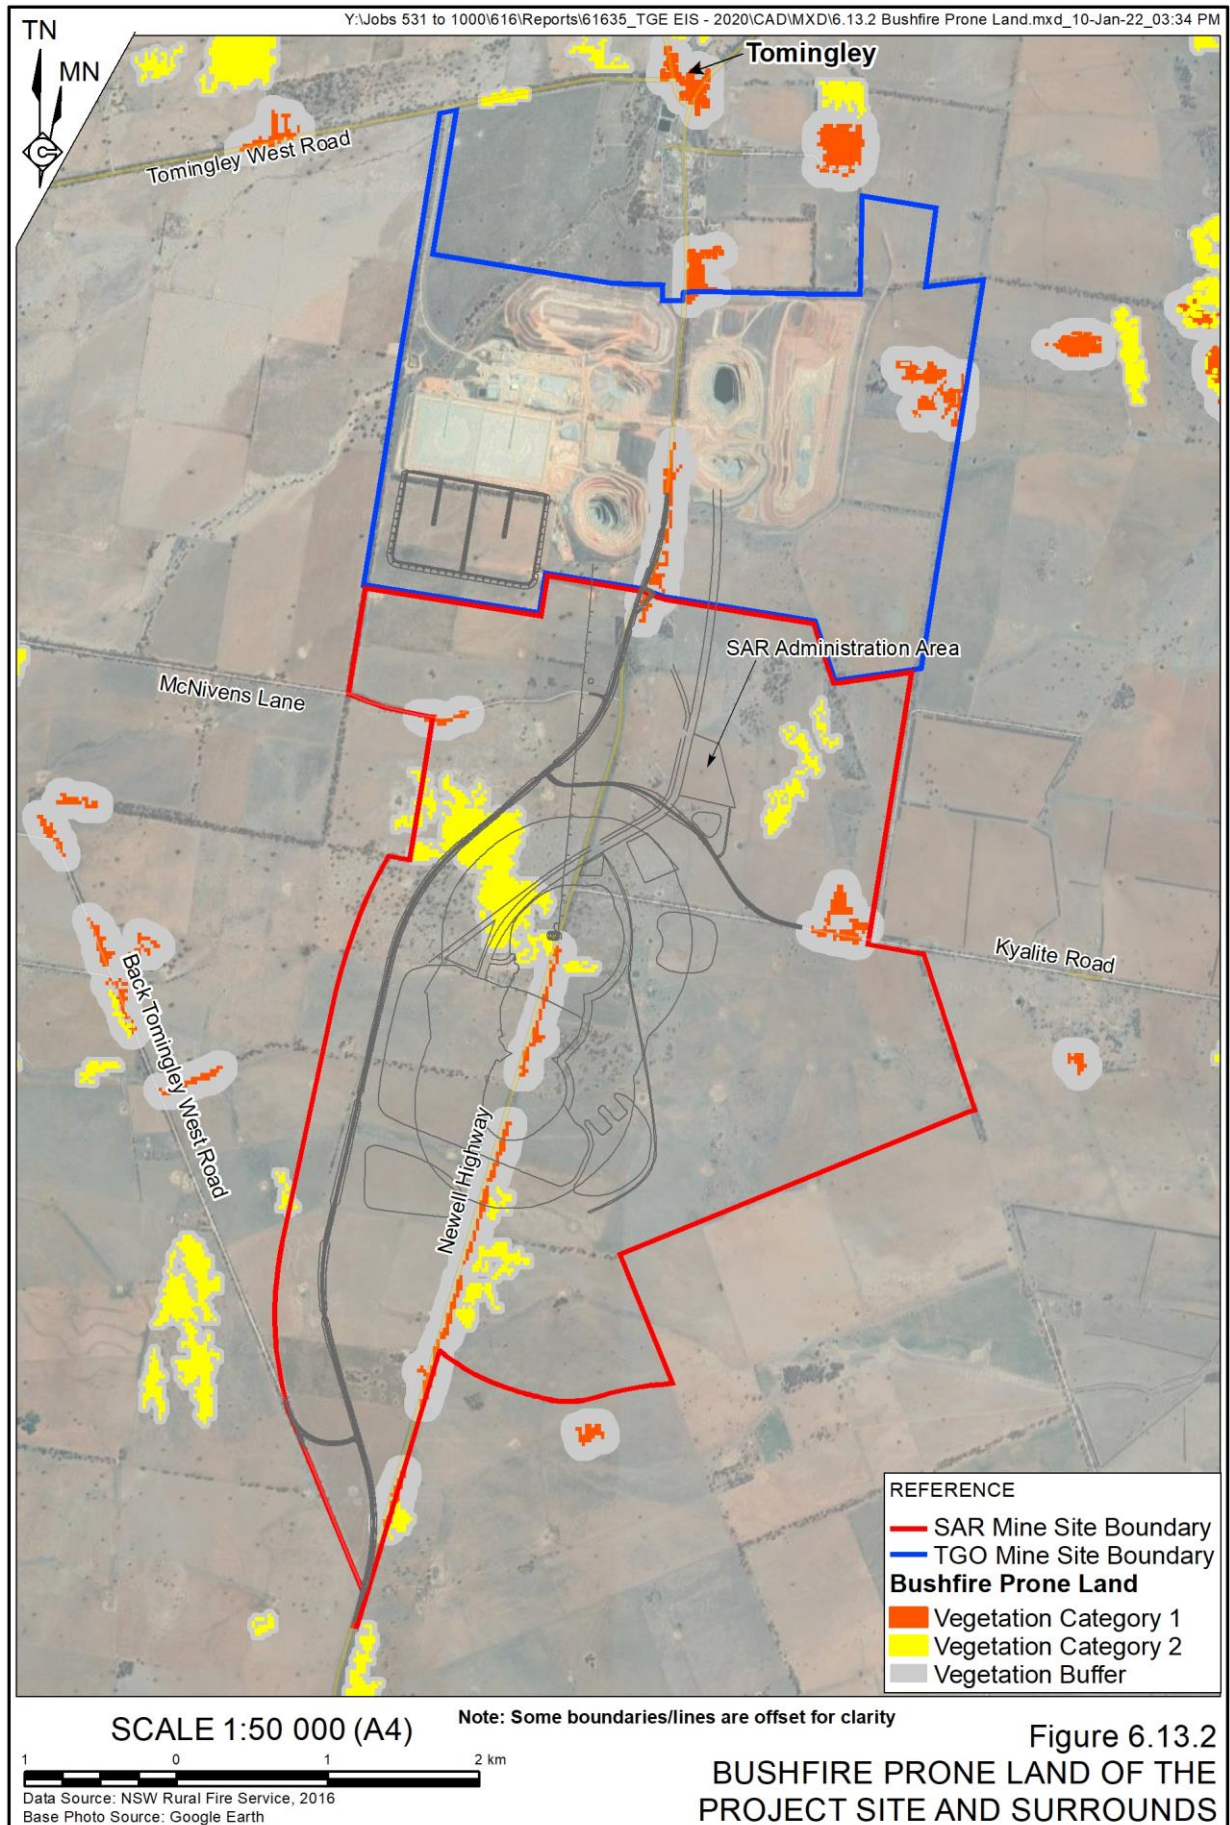 Y:\Jobs 531 to 1000\616\Reports\61635_TGE EIS - 2020\CAD\MXD\6.13.2 Bushfire Prone Land.mxd_10-Jan-22_03:34 PM
TN
MN
Tomingley
Tomingley West Road
SAR Administration Area
McNivens Lane
Kyalite Road
Back Tomingley West Road
Newell Highway
REFERENCE
SAR Mine Site Boundary
TGO Mine Site Boundary
Bushfire Prone Land
Vegetation Category 1
Vegetation Category 2
Vegetation Buffer
SCALE 1:50 000 (A4)
Note: Some boundaries/lines are offset for clarity
1 0 1 2 km
Data Source: NSW Rural Fire Service, 2016
Base Photo Source: Google Earth
Figure 6.13.2
BUSHFIRE PRONE LAND OF THE
PROJECT SITE AND SURROUNDS